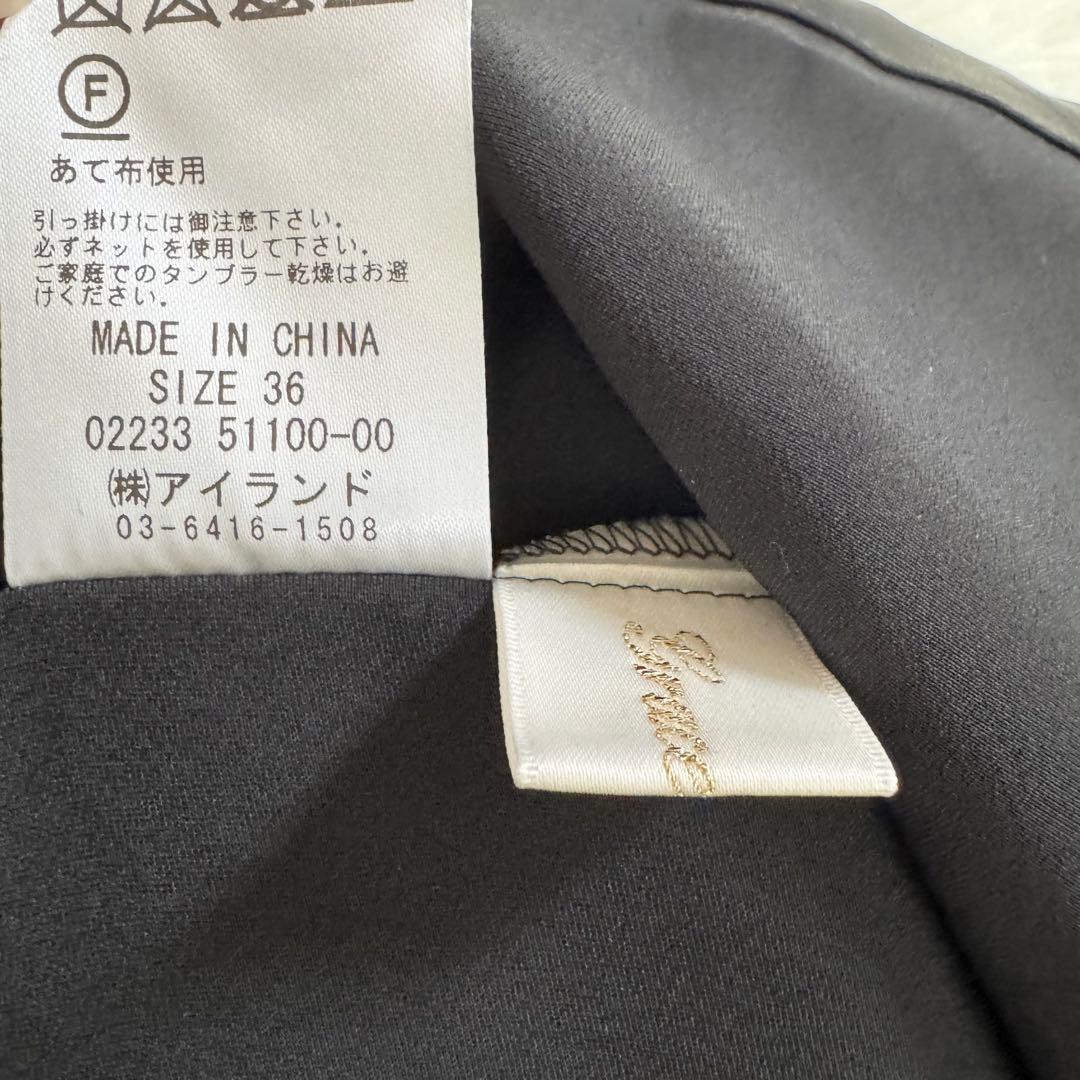 F
あて布使用
引っ掛けには御注意下さい。
必ずネットを使用して下さい。
ご家庭でのタンブラー乾燥はお避
けください。
MADE IN CHINA
SIZE 36
02233 51100-00
㈱アイランド
03-6416-1508